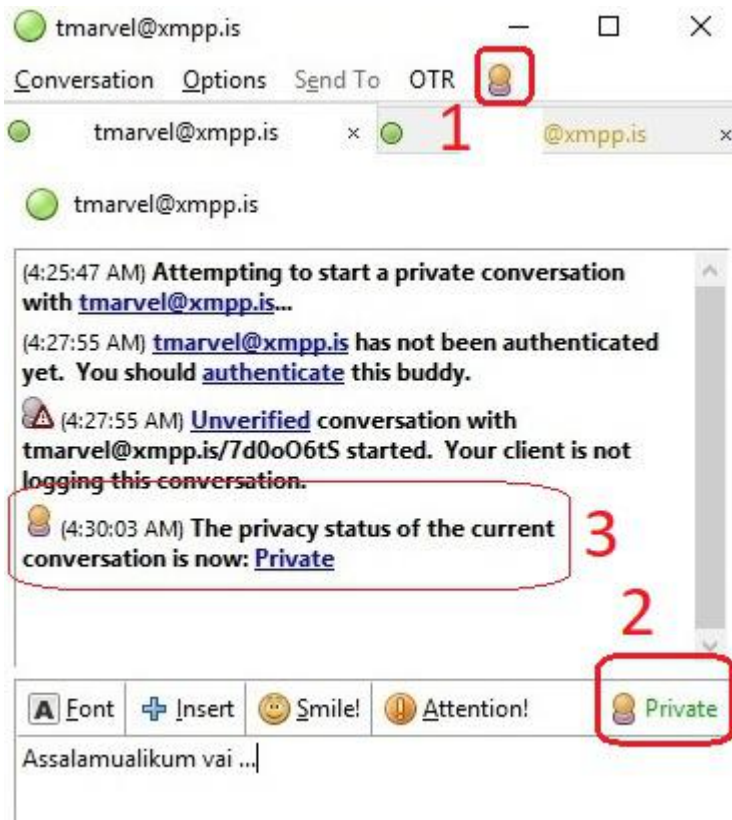 tmarvel@xmpp.is
Conversation Options Send To OTR
1
tmarvel@xmpp.is × @xmpp.is ×
tmarvel@xmpp.is
(4:25:47 AM) Attempting to start a private conversation
with tmarvel@xmpp.is...
(4:27:55 AM) tmarvel@xmpp.is has not been authenticated
yet. You should authenticate this buddy.
(4:27:55 AM) Unverified conversation with
tmarvel@xmpp.is/7d0oO6tS started. Your client is not
logging this conversation.
(4:30:03 AM) The privacy status of the current
conversation is now: Private
3
2
A Font Insert Smile! Attention! Private
Assalamualikum vai ...